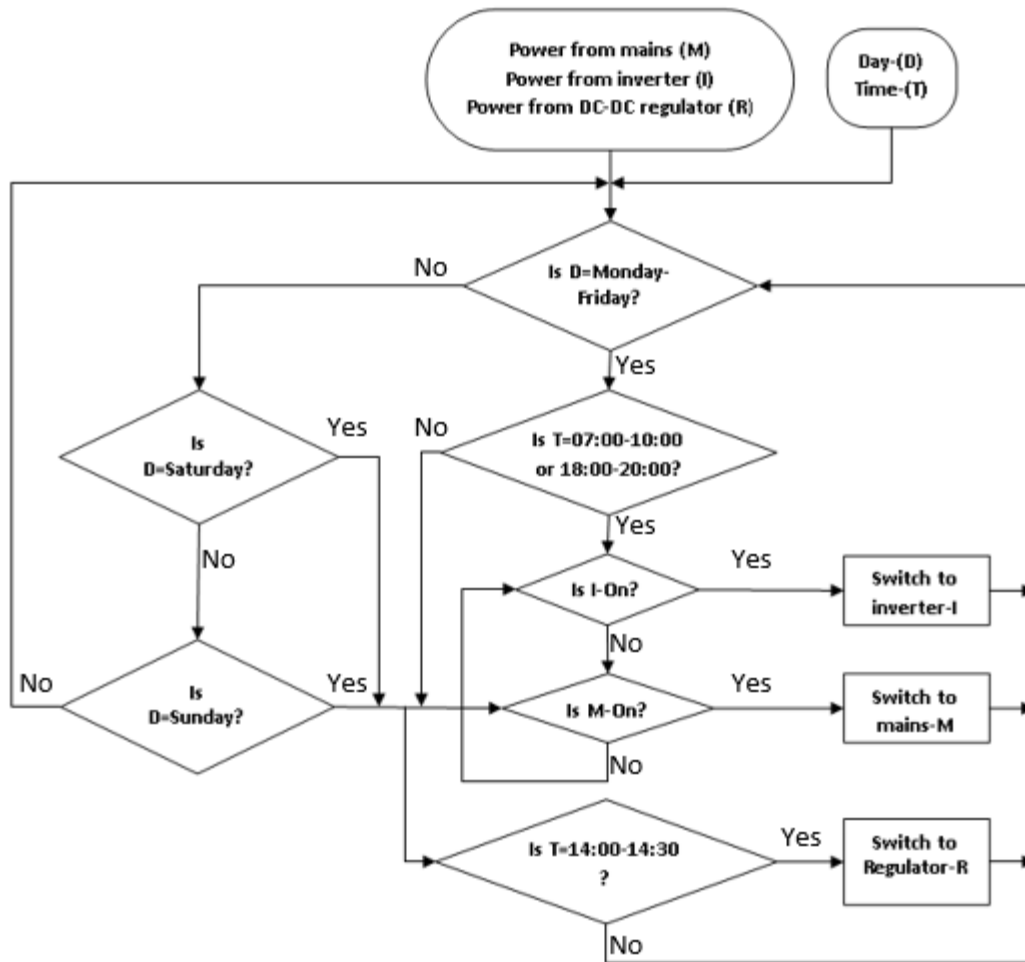 Power from mains (M)
Power from inverter (I)
Power from DC-DC regulator (R)
Day-(D)
Time-(T)
No
Is D=Monday-
Friday?
Yes
Is
D=Saturday?
Yes
No
Is T=07:00-10:00
or 18:00-20:00?
Yes
No
Is I-On?
Yes
Switch to
inverter-I
No
No
Is
D=Sunday?
Yes
Is M-On?
Yes
Switch to
mains-M
No
Is T=14:00-14:30
?
Yes
Switch to
Regulator-R
No